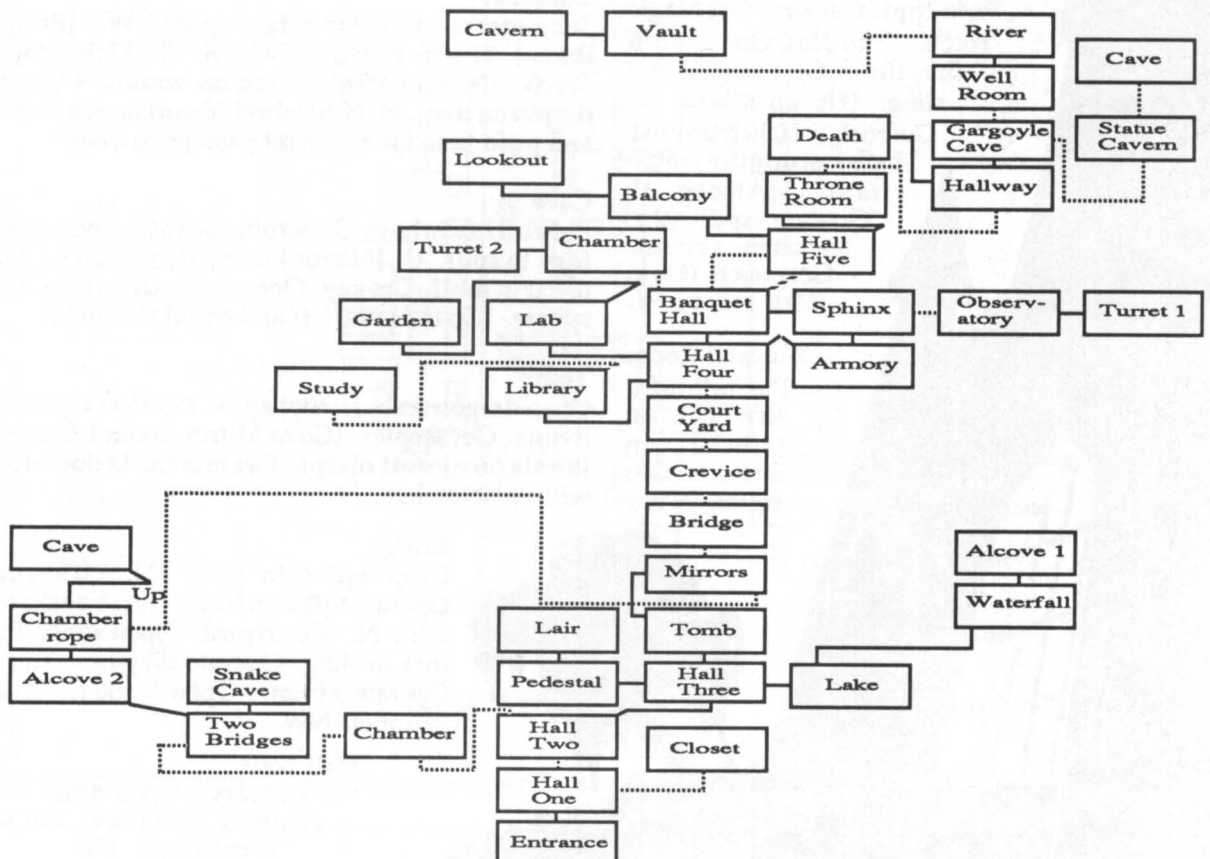 Cavern
Vault
River
Cave
Well
Room
Death
Gargoyle
Cave
Statue
Cavern
Lookout
Balcony
Throne
Room
Hallway
Turret 2
Chamber
Hall
Five
Garden
Lab
Banquet
Hall
Sphinx
Observ-
atory
Turret 1
Study
Library
Hall
Four
Armory
Court
Yard
Crevice
Bridge
Cave
Up
Mirrors
Alcove 1
Chamber
rope
Lair
Tomb
Waterfall
Alcove 2
Snake
Cave
Pedestal
Hall
Three
Lake
Two
Bridges
Chamber
Hall
Two
Closet
Hall
One
Entrance